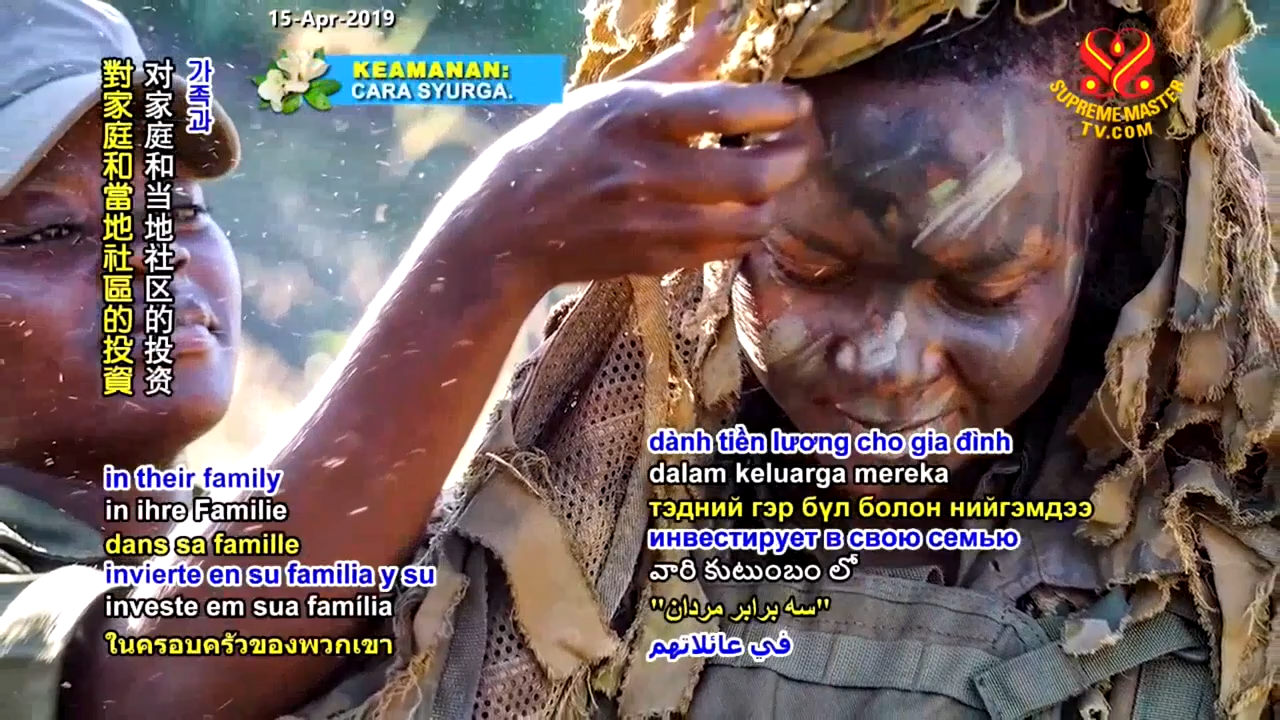 15-Apr-2019
KEAMANAN:
CARA SYURGA.
SUPREME MASTER
TV.COM
가족과
对家庭和当地社区的投资
對家庭和當地社區的投資
in their family
in ihre Familie
dans sa famille
invierte en su familia y su
investe em sua família
ในครอบครัวของพวกเขา
dành tiền lương cho gia đình
dalam keluarga mereka
тэдний гэр бүл болон нийгэмдээ
инвестирует в свою семью
వారి కుటుంబం లో
"سه برابر مردان"
في عائلاتهم